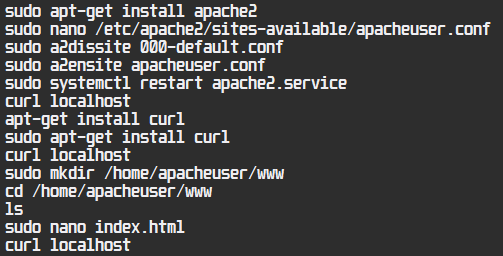 sudo apt-get install apache2
sudo nano /etc/apache2/sites-available/apacheuser.conf
sudo a2dissite 000-default.conf
sudo a2ensite apacheuser.conf
sudo systemctl restart apache2.service
curl localhost
apt-get install curl
sudo apt-get install curl
curl localhost
sudo mkdir /home/apacheuser/www
cd /home/apacheuser/www
ls
sudo nano index.html
curl localhost